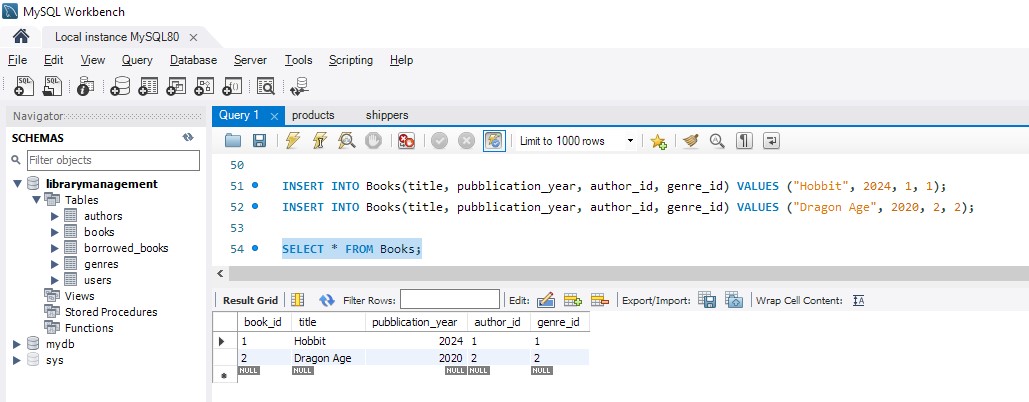 MySQL Workbench
Local instance MySQL80 ×
File Edit View Query Database Server Tools Scripting Help
Navigator
SCHEMAS
Filter objects
librarymanagement
Tables
authors
books
borrowed_books
genres
users
Views
Stored Procedures
Functions
mydb
sys
Query 1 × products shippers
Limit to 1000 rows
50
51 INSERT INTO Books(title, pubblication_year, author_id, genre_id) VALUES ("Hobbit", 2024, 1, 1);
52 INSERT INTO Books(title, pubblication_year, author_id, genre_id) VALUES ("Dragon Age", 2020, 2, 2);
53
54 SELECT * FROM Books;
Result Grid Filter Rows: Edit: Export/Import: Wrap Cell Content: IA
book_id title pubblication_year author_id genre_id
1 Hobbit 2024 1 1
2 Dragon Age 2020 2 2
NULL NULL NULL NULL NULL